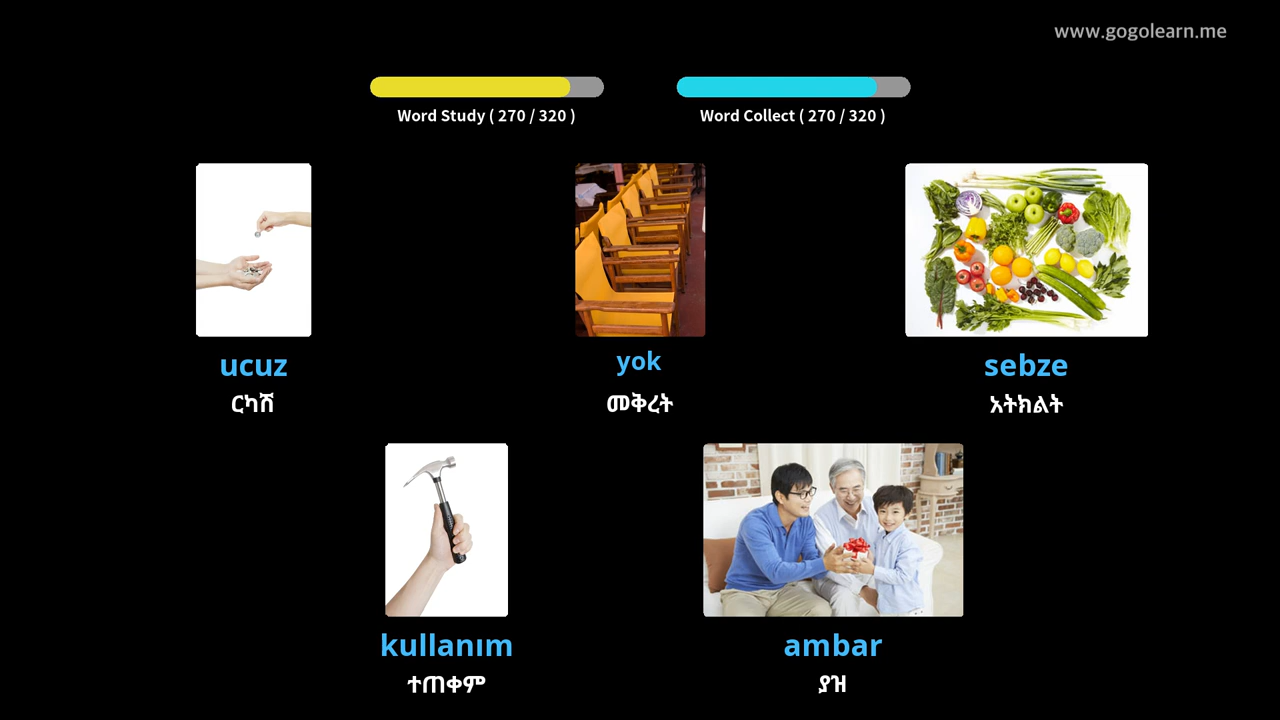 www.gogolearn.me
Word Study ( 270 / 320 )
Word Collect ( 270 / 320 )
ucuz
ርካሽ
yok
መቅረት
sebze
አትክልት
kullanım
ተጠቀም
ambar
ያዝ